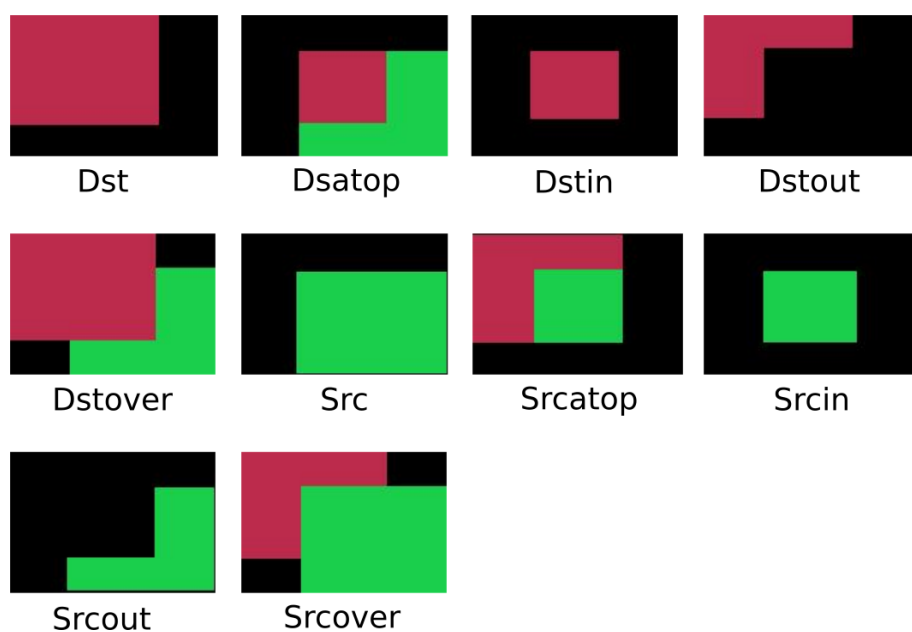 Dst
Dsatop
Dstin
Dstout
Dstover
Src
Srcatop
Srcin
Srcout
Srcover